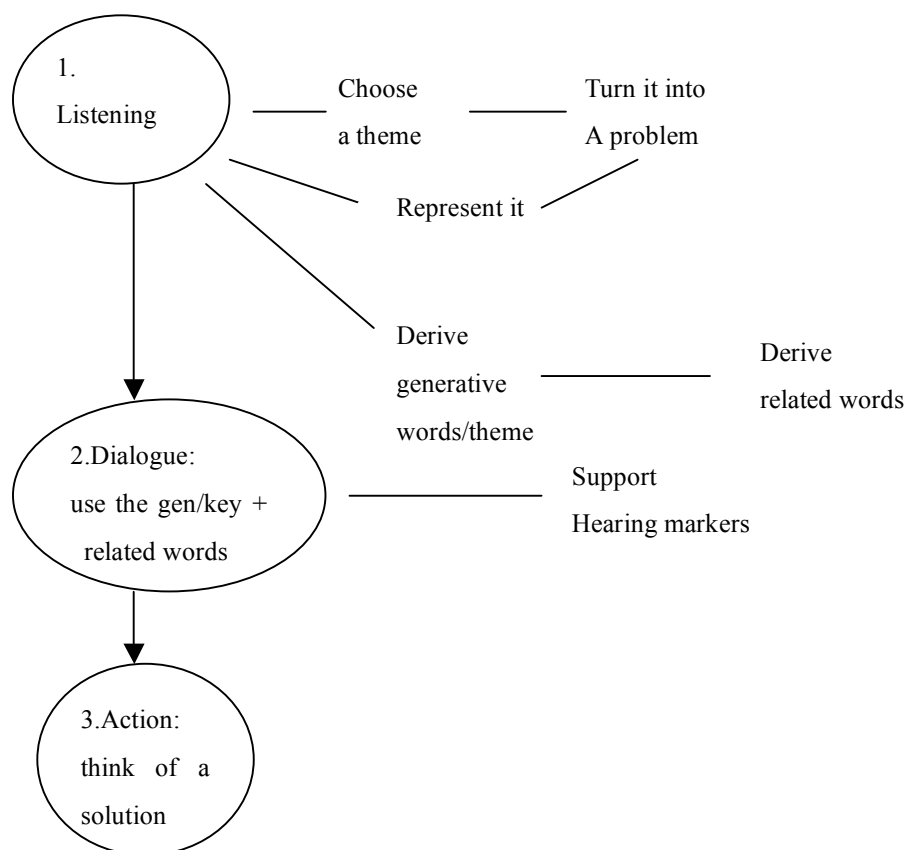 1.
Listening
Choose
a theme
Turn it into
A problem
Represent it
Derive
generative
words/theme
Derive
related words
2.Dialogue:
use the gen/key +
related words
Support
Hearing markers
3.Action:
think of a
solution